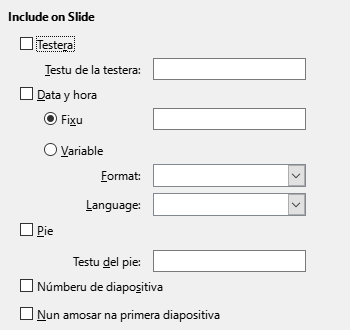 Include on Slide
Testera
Testu de la testera:
Data y hora
Fixu
Variable
Format:
Language:
Pie
Testu del pie:
Númberu de diapositiva
Nun amosar na primera diapositiva